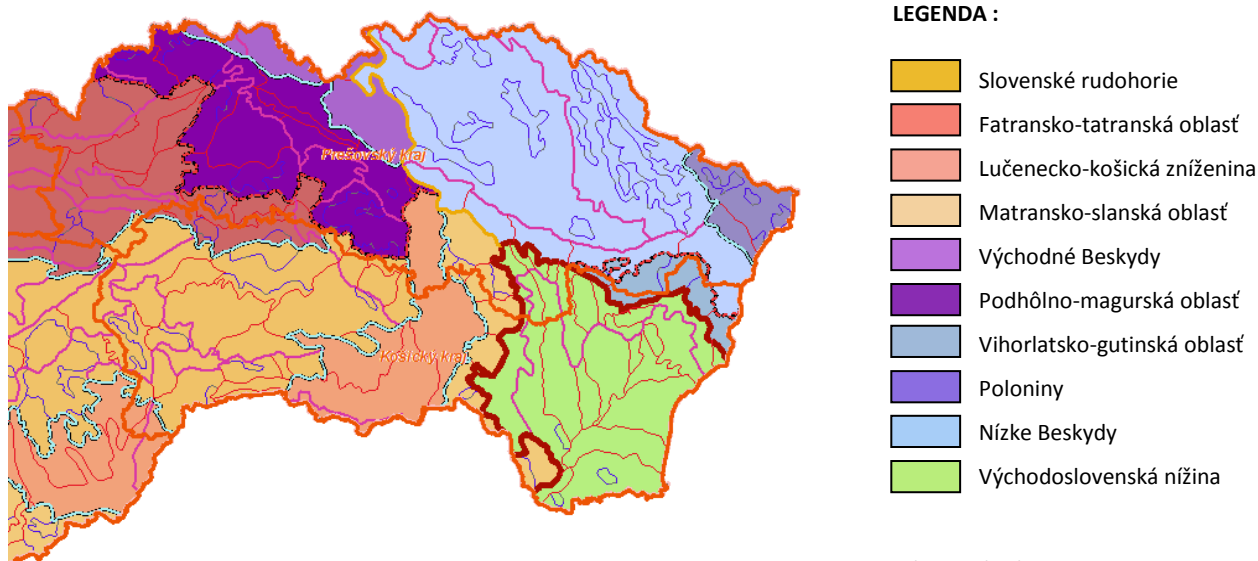 LEGENDA :
Slovenské rudohorie
Fatransko-tatranská oblasť
Lučenecko-košická zníženina
Matransko-slanská oblasť
Východné Beskydy
Podhôlno-magurská oblasť
Vihorlatsko-gutinská oblasť
Poloniny
Nízke Beskydy
Východoslovenská nížina
Prešovský kraj
Košický kraj